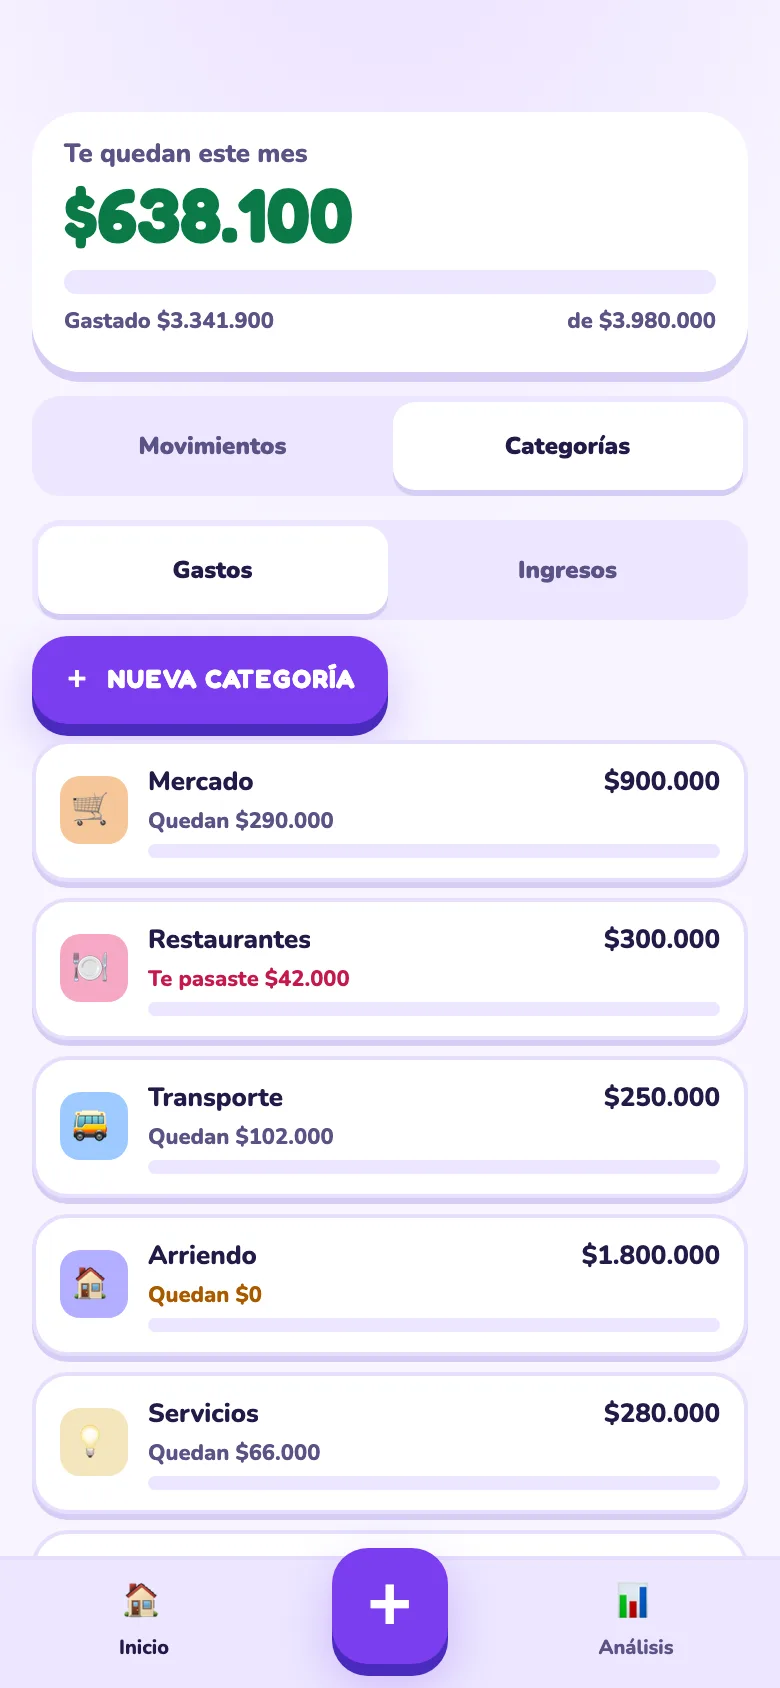 Te quedan este mes
$638.100
Gastado $3.341.900
de $3.980.000
Movimientos
Categorías
Gastos
Ingresos
+ NUEVA CATEGORÍA
Mercado
$900.000
Quedan $290.000
Restaurantes
$300.000
Te pasaste $42.000
Transporte
$250.000
Quedan $102.000
Arriendo
$1.800.000
Quedan $0
Servicios
$280.000
Quedan $66.000
+
Inicio
Análisis